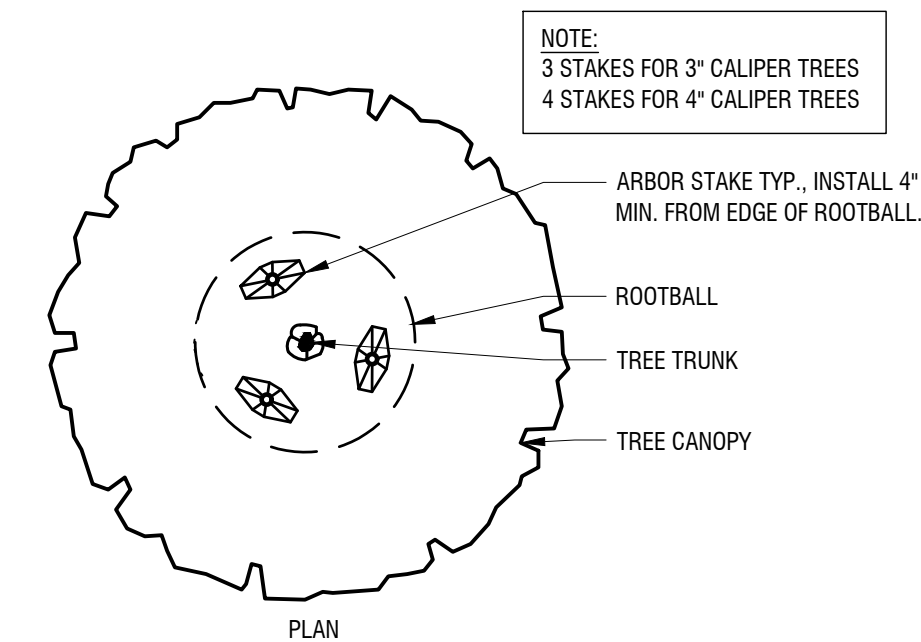 NOTE:
3 STAKES FOR 3" CALIPER TREES
4 STAKES FOR 4" CALIPER TREES
ARBOR STAKE TYP., INSTALL 4"
MIN. FROM EDGE OF ROOTBALL.
ROOTBALL
TREE TRUNK
TREE CANOPY
PLAN